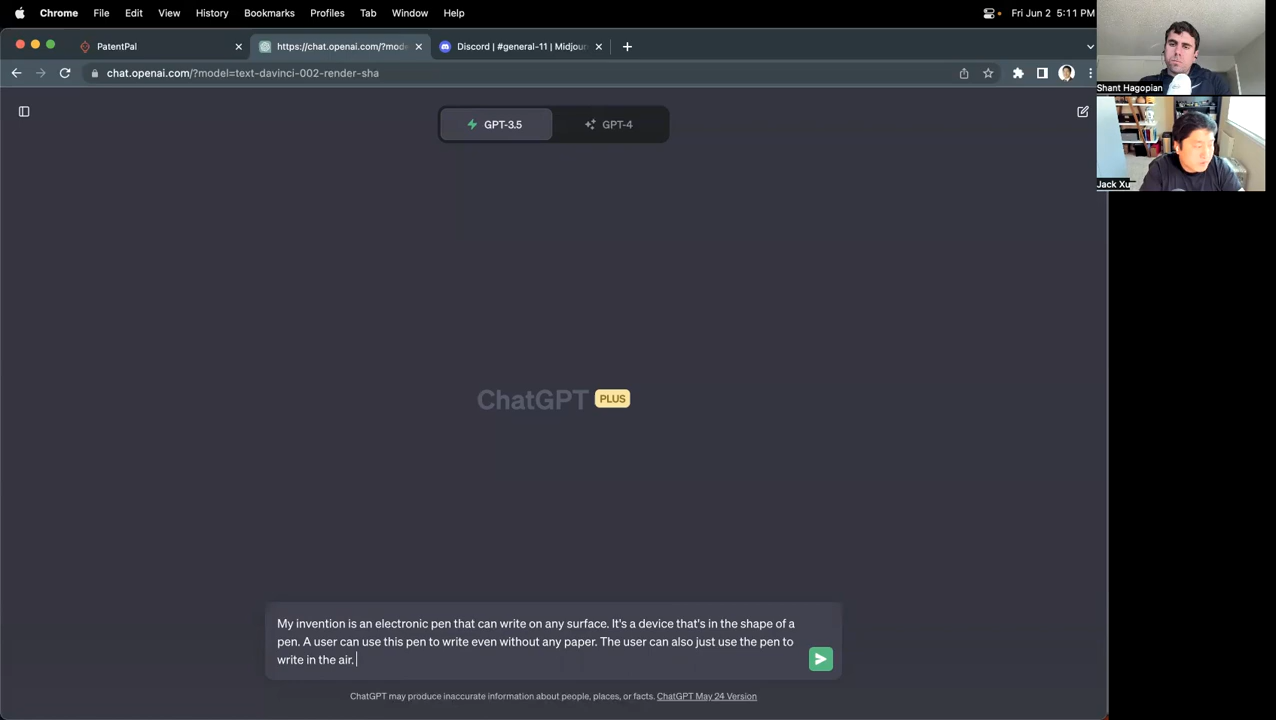 Chrome File Edit View History Bookmarks Profiles Tab Window Help Fri Jun 2 5:11 PM
PatentPal https://chat.openai.com/?mode Discord | #general-11 | Midjour
chat.openai.com/?model=text-davinci-002-render-sha
Shant Hagopian
Jack Xu
GPT-3.5 GPT-4
ChatGPT PLUS
My invention is an electronic pen that can write on any surface. It's a device that's in the shape of a
pen. A user can use this pen to write even without any paper. The user can also just use the pen to
write in the air.
ChatGPT may produce inaccurate information about people, places, or facts. ChatGPT May 24 Version